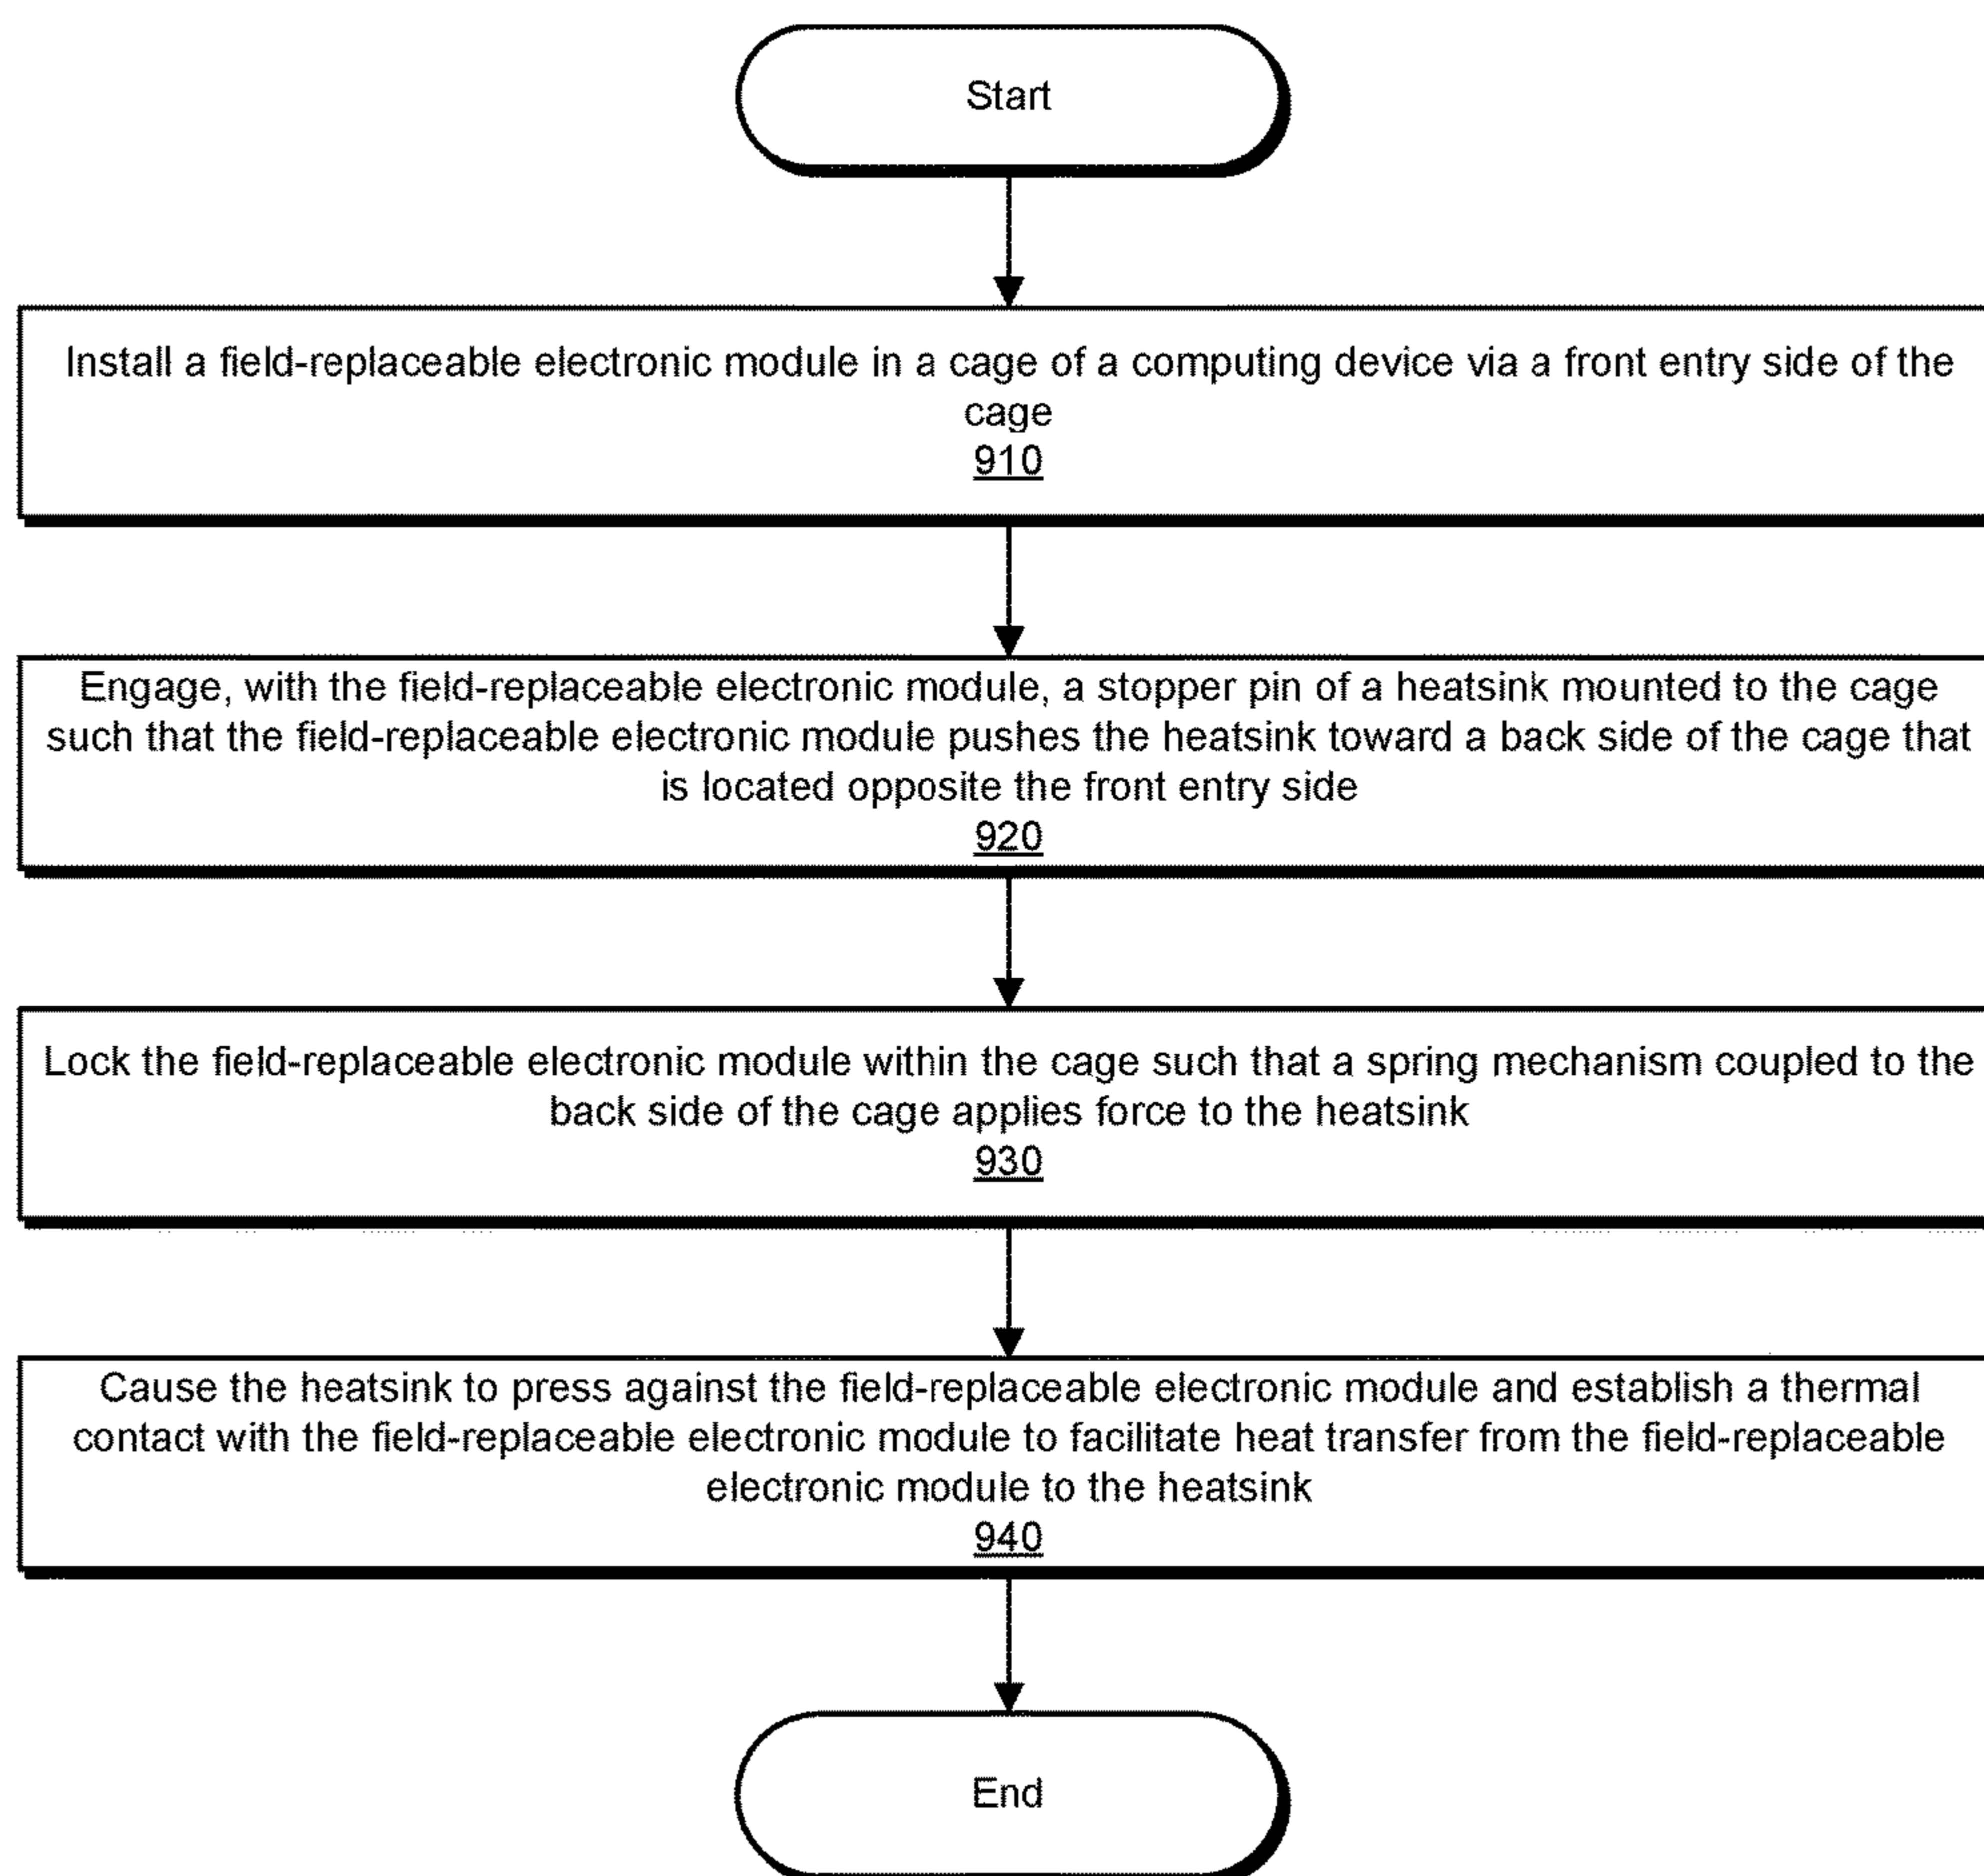 Start
Install a field-replaceable electronic module in a cage of a computing device via a front entry side of the
cage
910
Engage, with the field-replaceable electronic module, a stopper pin of a heatsink mounted to the cage
such that the field-replaceable electronic module pushes the heatsink toward a back side of the cage that
is located opposite the front entry side
920
Lock the field-replaceable electronic module within the cage such that a spring mechanism coupled to the
back side of the cage applies force to the heatsink
930
Cause the heatsink to press against the field-replaceable electronic module and establish a thermal
contact with the field-replaceable electronic module to facilitate heat transfer from the field-replaceable
electronic module to the heatsink
940
End